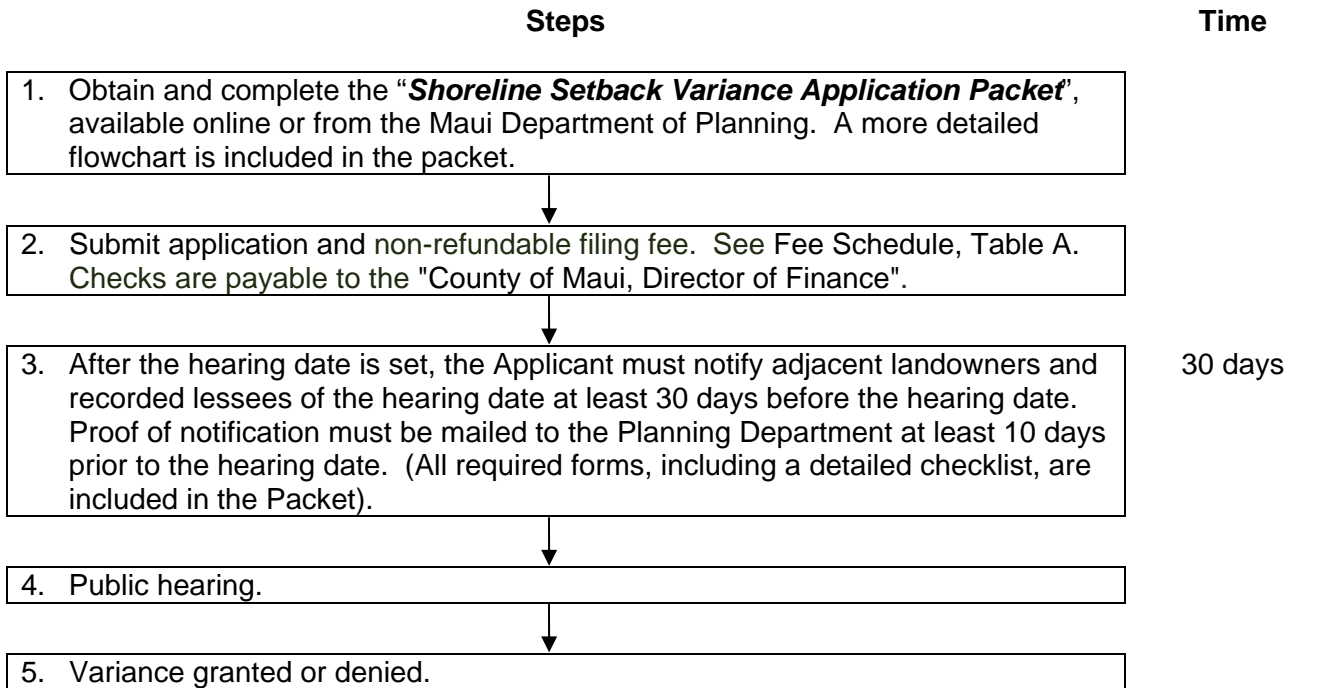 Steps Time
1. Obtain and complete the “Shoreline Setback Variance Application Packet”,
available online or from the Maui Department of Planning. A more detailed
flowchart is included in the packet.
2. Submit application and non-refundable filing fee. See Fee Schedule, Table A.
Checks are payable to the "County of Maui, Director of Finance".
3. After the hearing date is set, the Applicant must notify adjacent landowners and 30 days
recorded lessees of the hearing date at least 30 days before the hearing date.
Proof of notification must be mailed to the Planning Department at least 10 days
prior to the hearing date. (All required forms, including a detailed checklist, are
included in the Packet).
4. Public hearing.
5. Variance granted or denied.